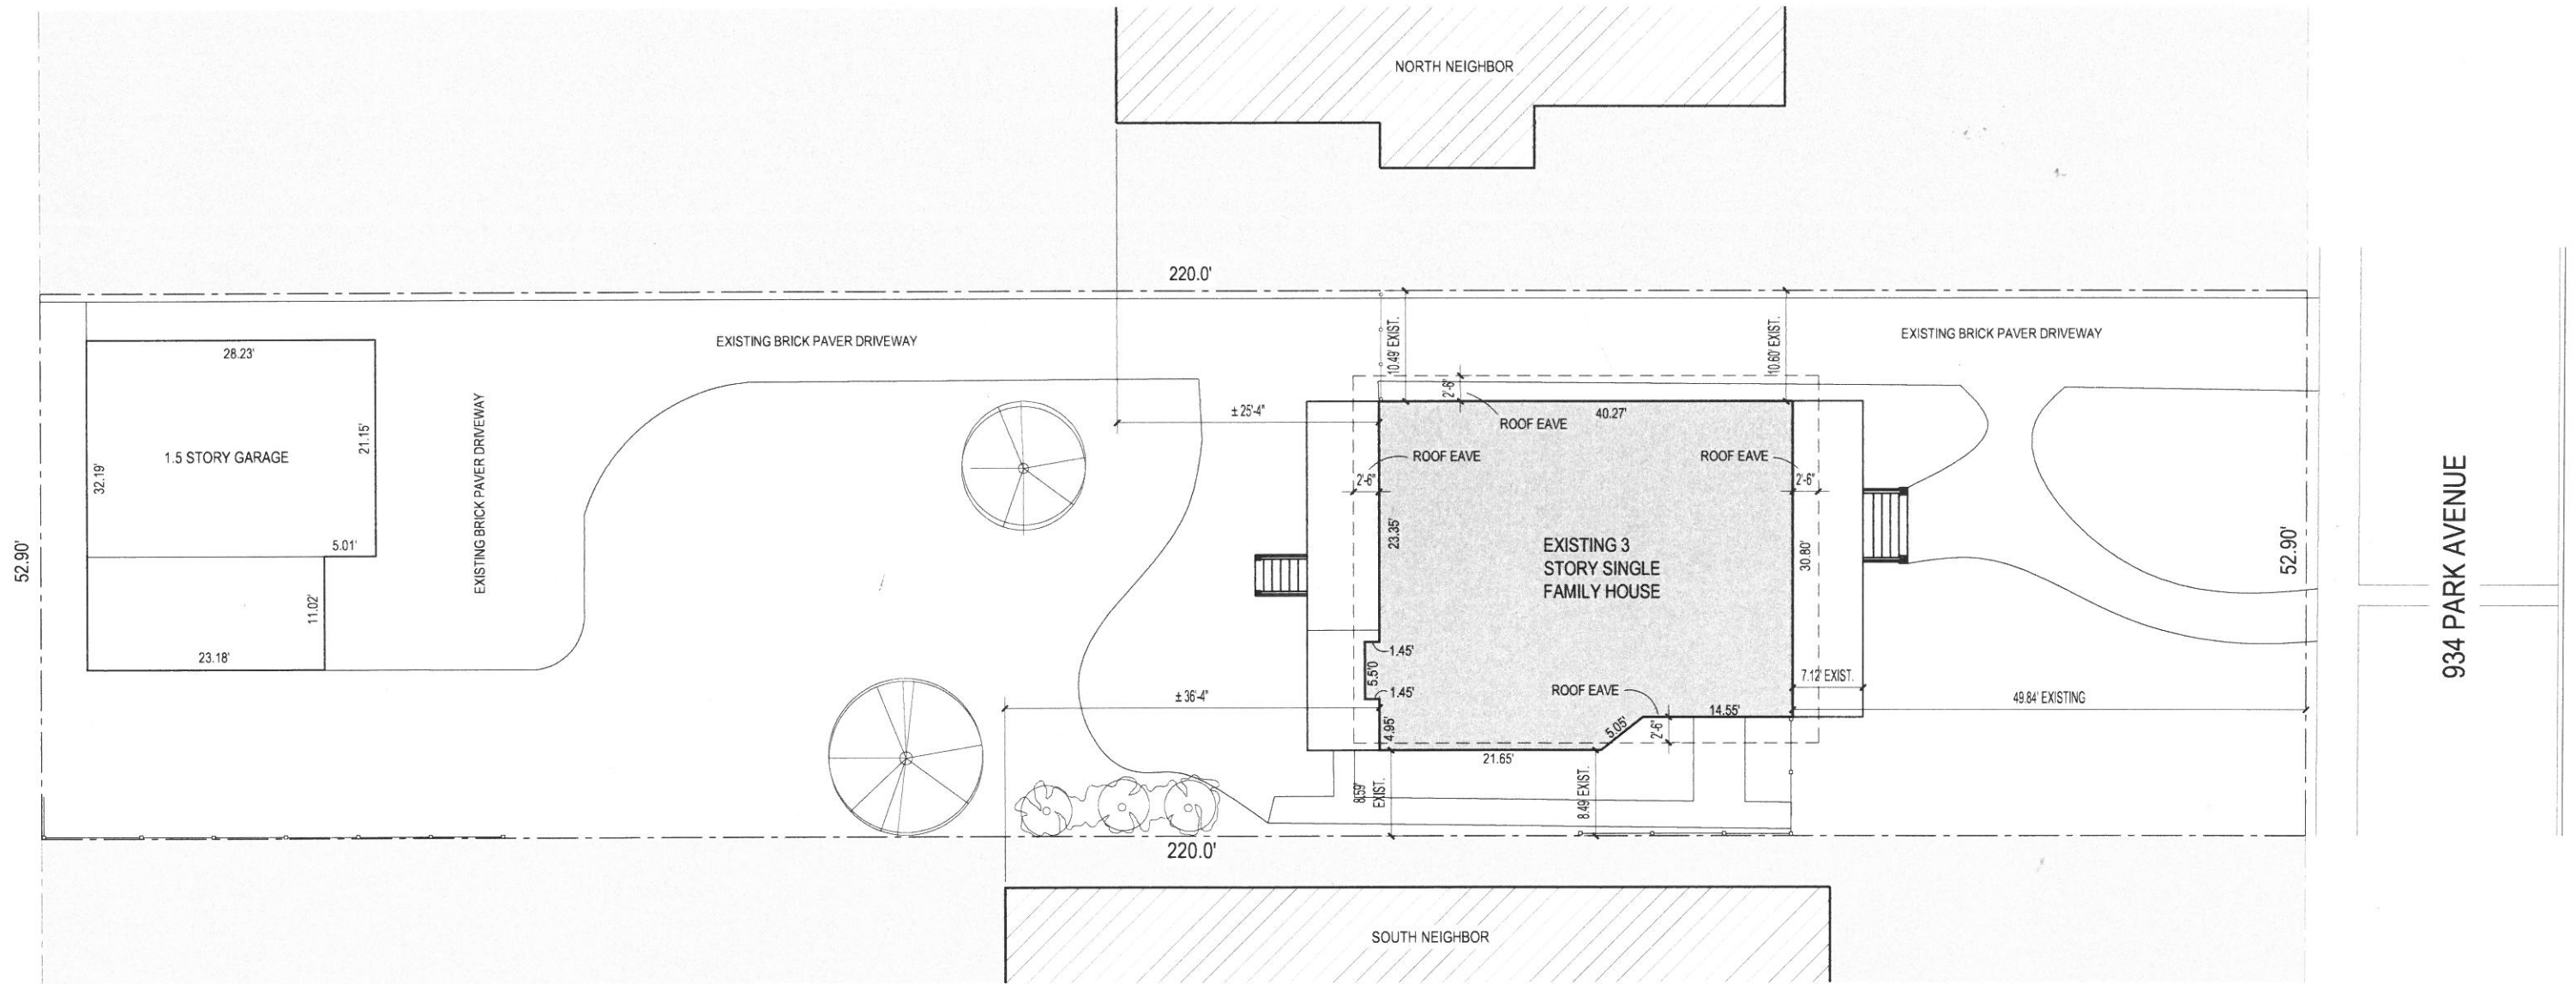 NORTH NEIGHBOR
220.0'
EXISTING BRICK PAVER DRIVEWAY
EXISTING BRICK PAVER DRIVEWAY
10.49' EXIST.
10.60' EXIST.
28.23'
2'-6"
± 25'-4"
ROOF EAVE
40.27'
1.5 STORY GARAGE
21.15'
32.19'
EXISTING BRICK PAVER DRIVEWAY
ROOF EAVE
2'-6"
ROOF EAVE
2'-6"
23.35'
EXISTING 3
STORY SINGLE
FAMILY HOUSE
30.80'
52.90'
5.01'
11.02'
23.18'
52.90'
934 PARK AVENUE
1.45'
5.5'0
1.45'
± 36'-4"
4.95'
ROOF EAVE
5.05'
2'-6"
14.55'
7.12' EXIST.
49.84' EXISTING
21.65'
8.59'
EXIST.
8.49 EXIST.
220.0'
SOUTH NEIGHBOR